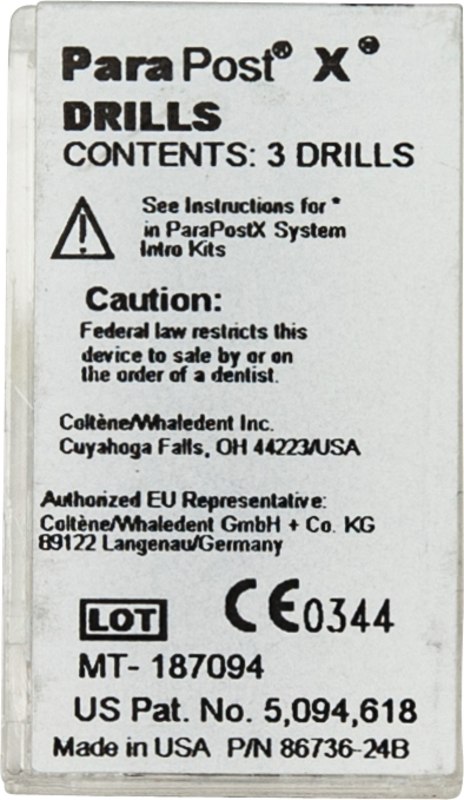 ParaPost® X®
DRILLS
CONTENTS: 3 DRILLS
See Instructions for *
in ParaPostX System
Intro Kits
Caution:
Federal law restricts this
device to sale by or on
the order of a dentist.
Coltène/Whaledent Inc.
Cuyahoga Falls, OH 44223/USA
Authorized EU Representative:
Coltène/Whaledent GmbH + Co. KG
89122 Langenau/Germany
LOT CE0344
MT- 187094
US Pat. No. 5,094,618
Made in USA P/N 86736-24B